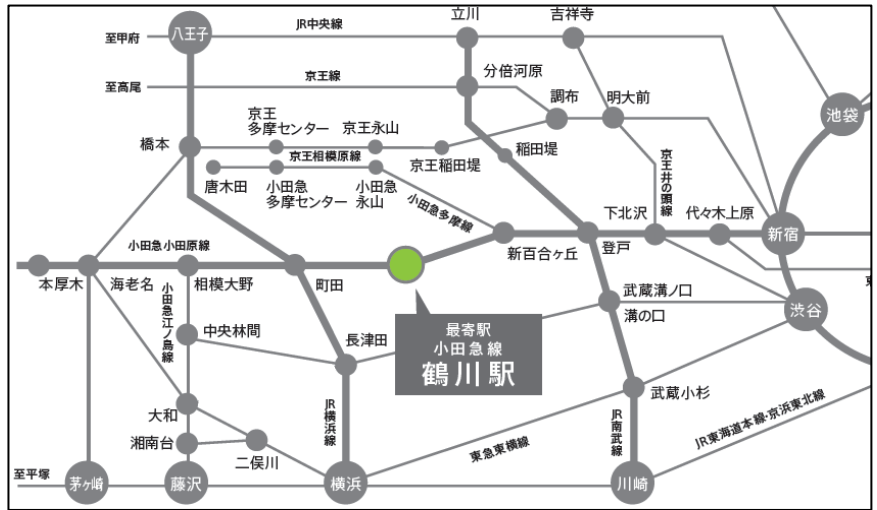 立川
吉祥寺
JR中央線
八王子
至甲府
分倍河原
京王線
至高尾
調布
明大前
池袋
京王
多摩センター
京王永山
橋本
京王相模原線
京王稲田堤
稲田堤
唐木田
小田急
多摩センター
小田急
永山
小田急多摩線
京王井の頭線
下北沢
代々木上原
新宿
小田急小田原線
新百合ヶ丘
登戸
本厚木
海老名
相模大野
町田
武蔵溝ノ口
溝の口
渋谷
小田急江ノ島線
中央林間
長津田
最寄駅
小田急線
鶴川駅
武蔵小杉
大和
JR横浜線
JR南武線
JR東海道本線・京浜東北線
湘南台
二俣川
東急東横線
至平塚
茅ヶ崎
藤沢
横浜
川崎